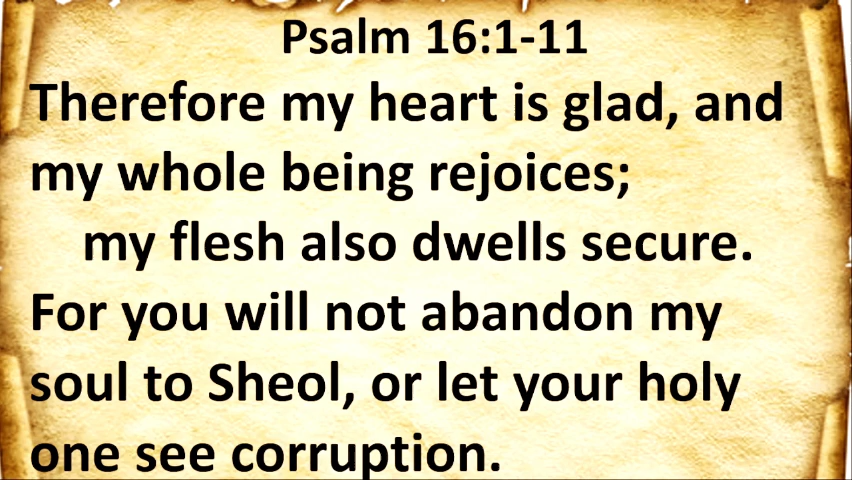 Psalm 16:1-11
Therefore my heart is glad, and
my whole being rejoices;
my flesh also dwells secure.
For you will not abandon my
soul to Sheol, or let your holy
one see corruption.